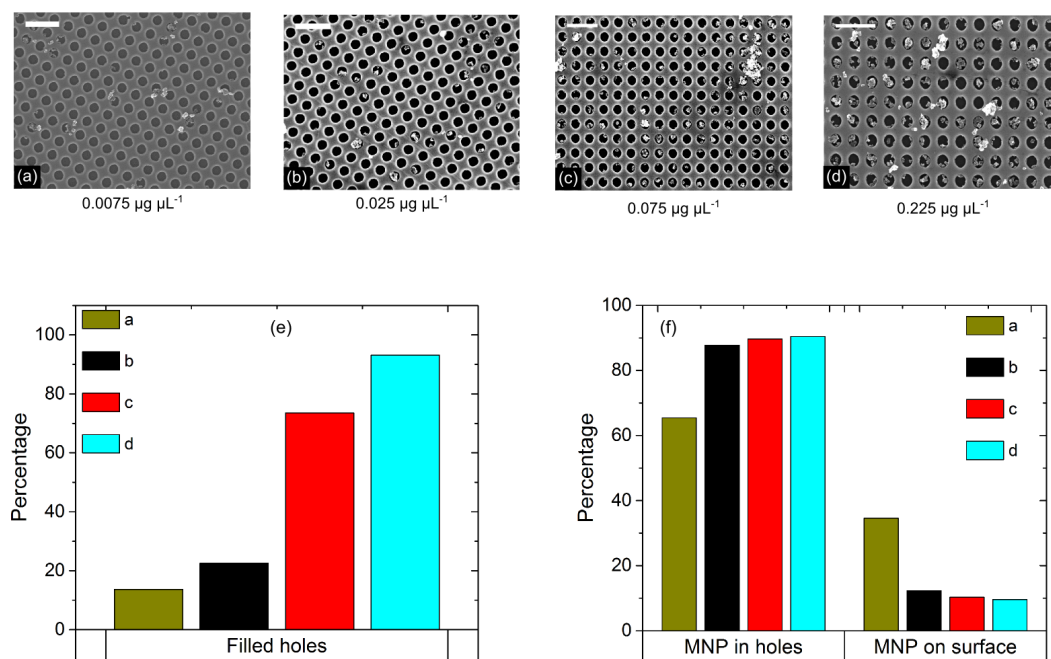 (a)
(b)
(c)
(d)
0.0075 µg µL⁻¹
0.025 µg µL⁻¹
0.075 µg µL⁻¹
0.225 µg µL⁻¹
(e)
a
b
c
d
100
80
60
40
20
0
Percentage
Filled holes
(f)
a
b
c
d
100
80
60
40
20
0
Percentage
MNP in holes
MNP on surface